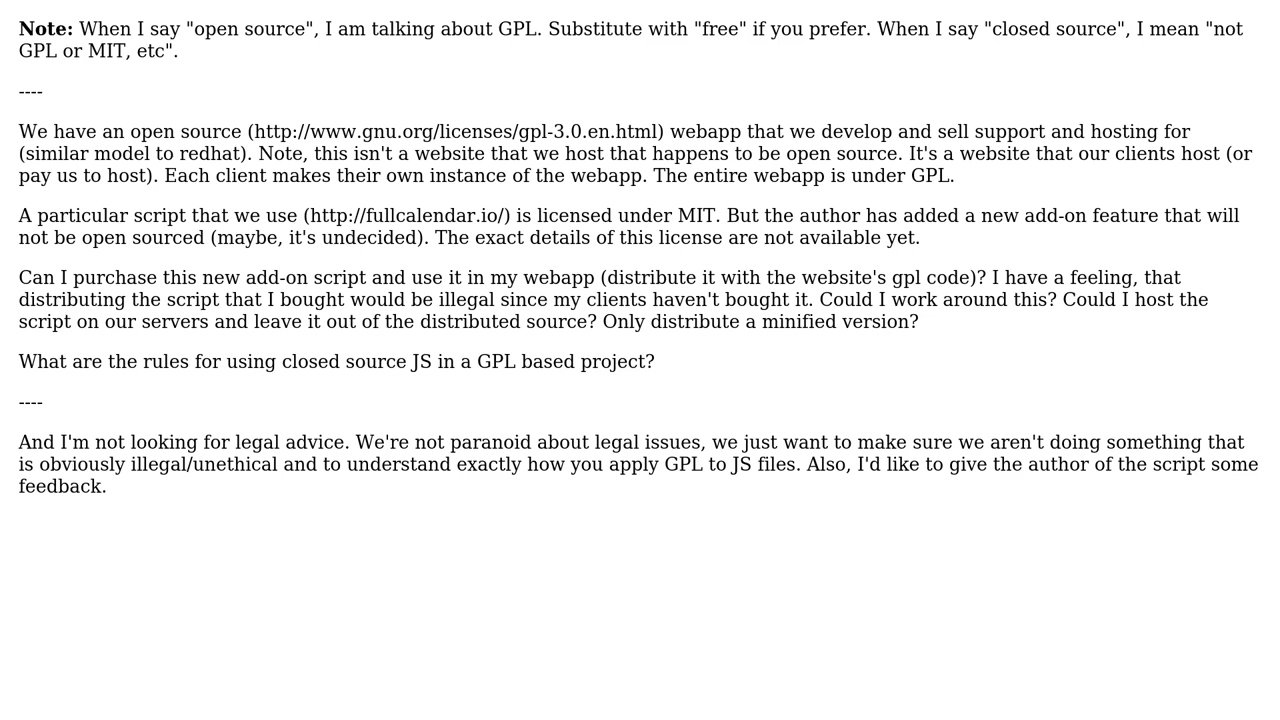 Note: When I say "open source", I am talking about GPL. Substitute with "free" if you prefer. When I say "closed source", I mean "not
GPL or MIT, etc".
----
We have an open source (http://www.gnu.org/licenses/gpl-3.0.en.html) webapp that we develop and sell support and hosting for
(similar model to redhat). Note, this isn't a website that we host that happens to be open source. It's a website that our clients host (or
pay us to host). Each client makes their own instance of the webapp. The entire webapp is under GPL.
A particular script that we use (http://fullcalendar.io/) is licensed under MIT. But the author has added a new add-on feature that will
not be open sourced (maybe, it's undecided). The exact details of this license are not available yet.
Can I purchase this new add-on script and use it in my webapp (distribute it with the website's gpl code)? I have a feeling, that
distributing the script that I bought would be illegal since my clients haven't bought it. Could I work around this? Could I host the
script on our servers and leave it out of the distributed source? Only distribute a minified version?
What are the rules for using closed source JS in a GPL based project?
----
And I'm not looking for legal advice. We're not paranoid about legal issues, we just want to make sure we aren't doing something that
is obviously illegal/unethical and to understand exactly how you apply GPL to JS files. Also, I'd like to give the author of the script some
feedback.